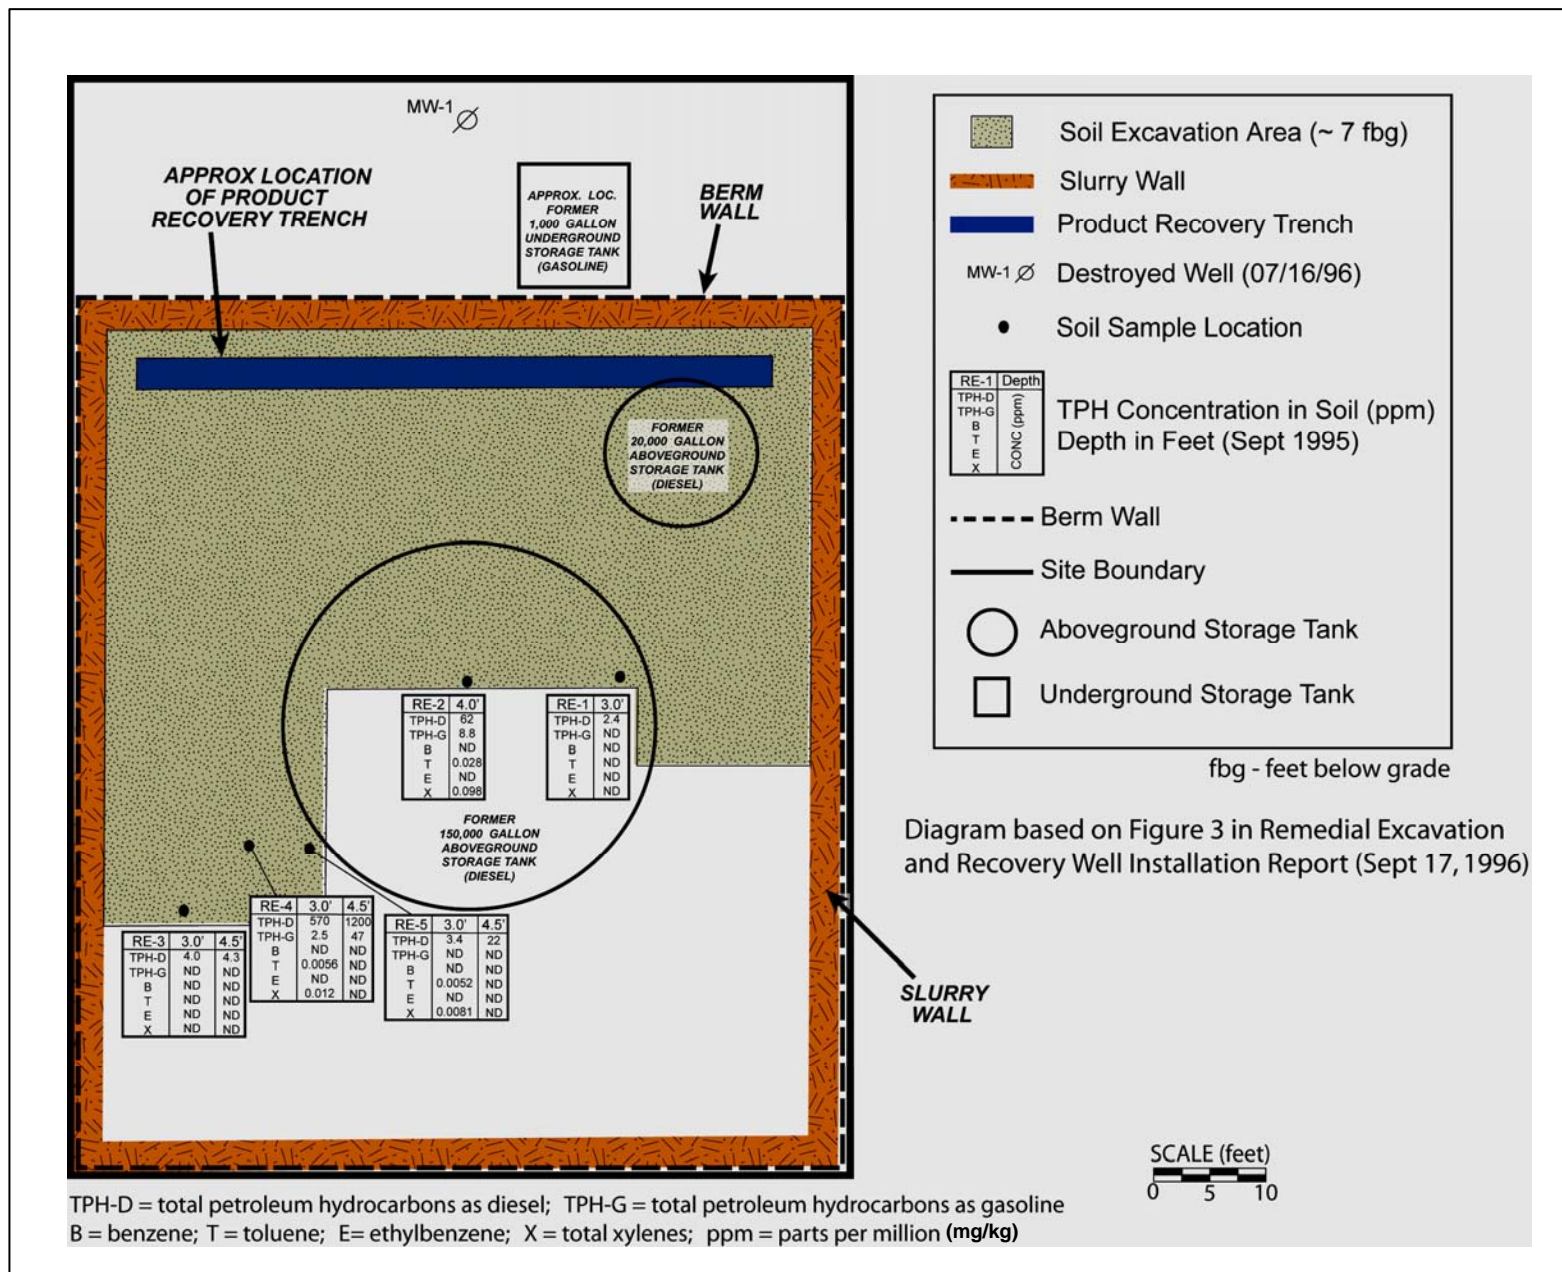 MW-1
APPROX LOCATION
OF PRODUCT
RECOVERY TRENCH
APPROX. LOC.
FORMER
1,000 GALLON
UNDERGROUND
STORAGE TANK
(GASOLINE)
BERM
WALL
FORMER
20,000 GALLON
ABOVEGROUND
STORAGE TANK
(DIESEL)
RE-2 4.0'
TPH-D 62
TPH-G 8.8
B ND
T 0.028
E ND
X 0.098
RE-1 3.0'
TPH-D 2.4
TPH-G ND
B ND
T ND
E ND
X ND
FORMER
150,000 GALLON
ABOVEGROUND
STORAGE TANK
(DIESEL)
RE-3 3.0' 4.5'
TPH-D 4.0 4.3
TPH-G ND ND
B ND ND
T ND ND
E ND ND
X ND ND
RE-4 3.0' 4.5'
TPH-D 570 1200
TPH-G 2.5 47
B ND ND
T 0.0056 ND
E ND ND
X 0.012 ND
RE-5 3.0' 4.5'
TPH-D 3.4 22
TPH-G ND ND
B ND ND
T 0.0052 ND
E ND ND
X 0.0081 ND
SLURRY
WALL
Soil Excavation Area (~ 7 fbg)
Slurry Wall
Product Recovery Trench
MW-1 Destroyed Well (07/16/96)
Soil Sample Location
RE-1 Depth
TPH-D
TPH-G
B
T
E
X
CONC (ppm)
TPH Concentration in Soil (ppm)
Depth in Feet (Sept 1995)
Berm Wall
Site Boundary
Aboveground Storage Tank
Underground Storage Tank
fbg - feet below grade
Diagram based on Figure 3 in Remedial Excavation
and Recovery Well Installation Report (Sept 17, 1996)
SCALE (feet)
0 5 10
TPH-D = total petroleum hydrocarbons as diesel; TPH-G = total petroleum hydrocarbons as gasoline
B = benzene; T = toluene; E= ethylbenzene; X = total xylenes; ppm = parts per million (mg/kg)